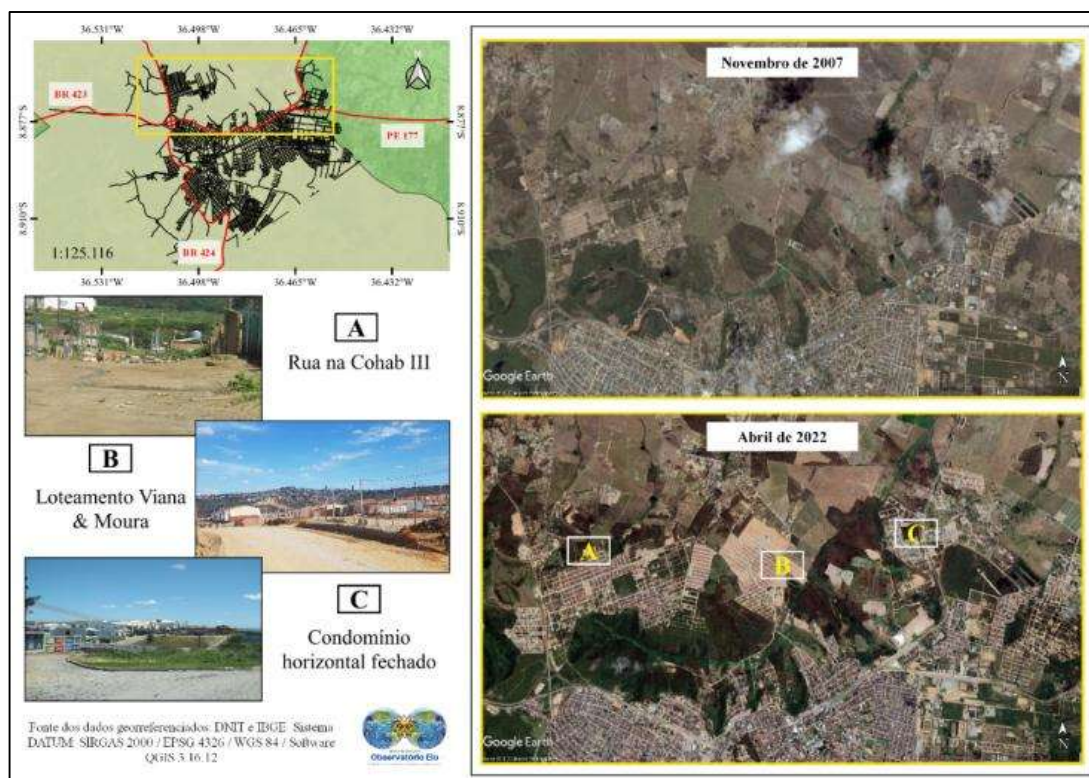 36.531°W 36.498°W 36.465°W 36.432°W
N
BR 423
8.877°S
8.877°S
PE 177
8.910°S
8.910°S
BR 424
1:125.116
36.531°W 36.498°W 36.465°W 36.432°W
A
Rua na Cohab III
B
Loteamento Viana
& Moura
C
Condomínio
horizontal fechado
Fonte dos dados georreferenciados: DNIT e IBGE Sistema
DATUM: SIRGAS 2000 / EPSG 4326 / WGS 84 / Software
QGIS 3.16.12
Observatório Elo
Novembro de 2007
Google Earth
N
Abril de 2022
A
B
C
Google Earth
N